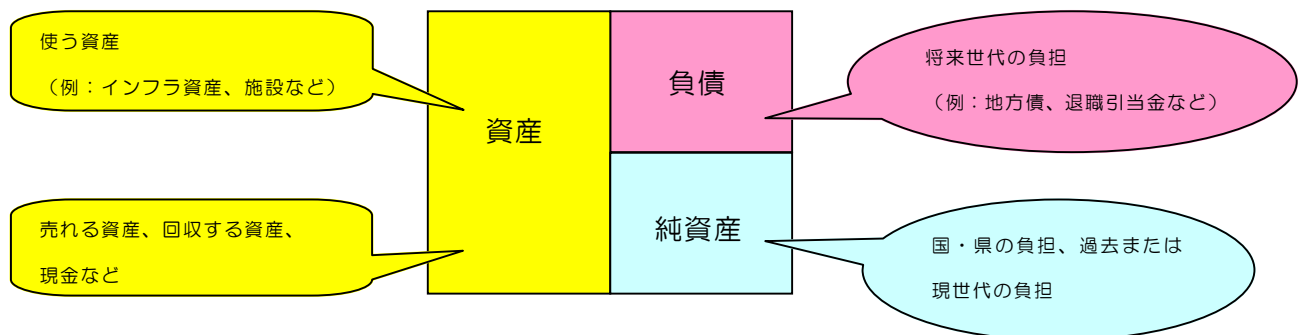 使う資産
（例：インフラ資産、施設など）
売れる資産、回収する資産、
現金など
資産
負債
純資産
将来世代の負担
（例：地方債、退職引当金など）
国・県の負担、過去または
現世代の負担